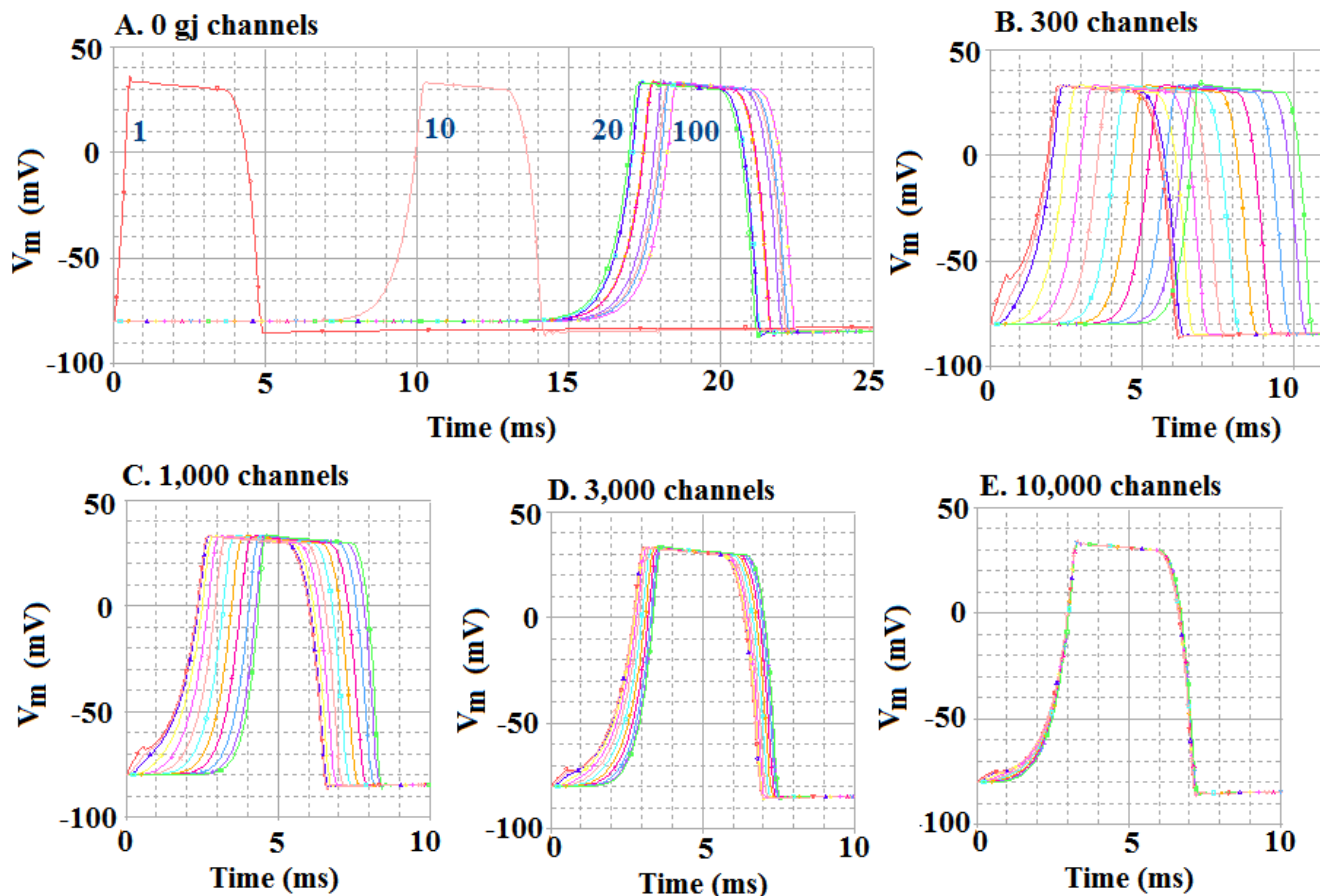 A. 0 gj channels
50
0
-50
-100
Vm (mV)
1
10
20
100
0
5
10
15
20
25
Time (ms)
B. 300 channels
50
0
-50
-100
Vm (mV)
0
5
10
Time (ms)
C. 1,000 channels
50
0
-50
-100
Vm (mV)
0
5
10
Time (ms)
D. 3,000 channels
50
0
-50
-100
Vm (mV)
0
5
10
Time (ms)
E. 10,000 channels
50
0
-50
-100
Vm (mV)
0
5
10
Time (ms)